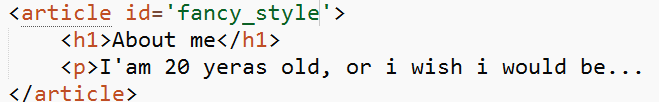 <article id='fancy_style'>
<h1>About me</h1>
<p>I'am 20 yeras old, or i wish i would be...
</article>